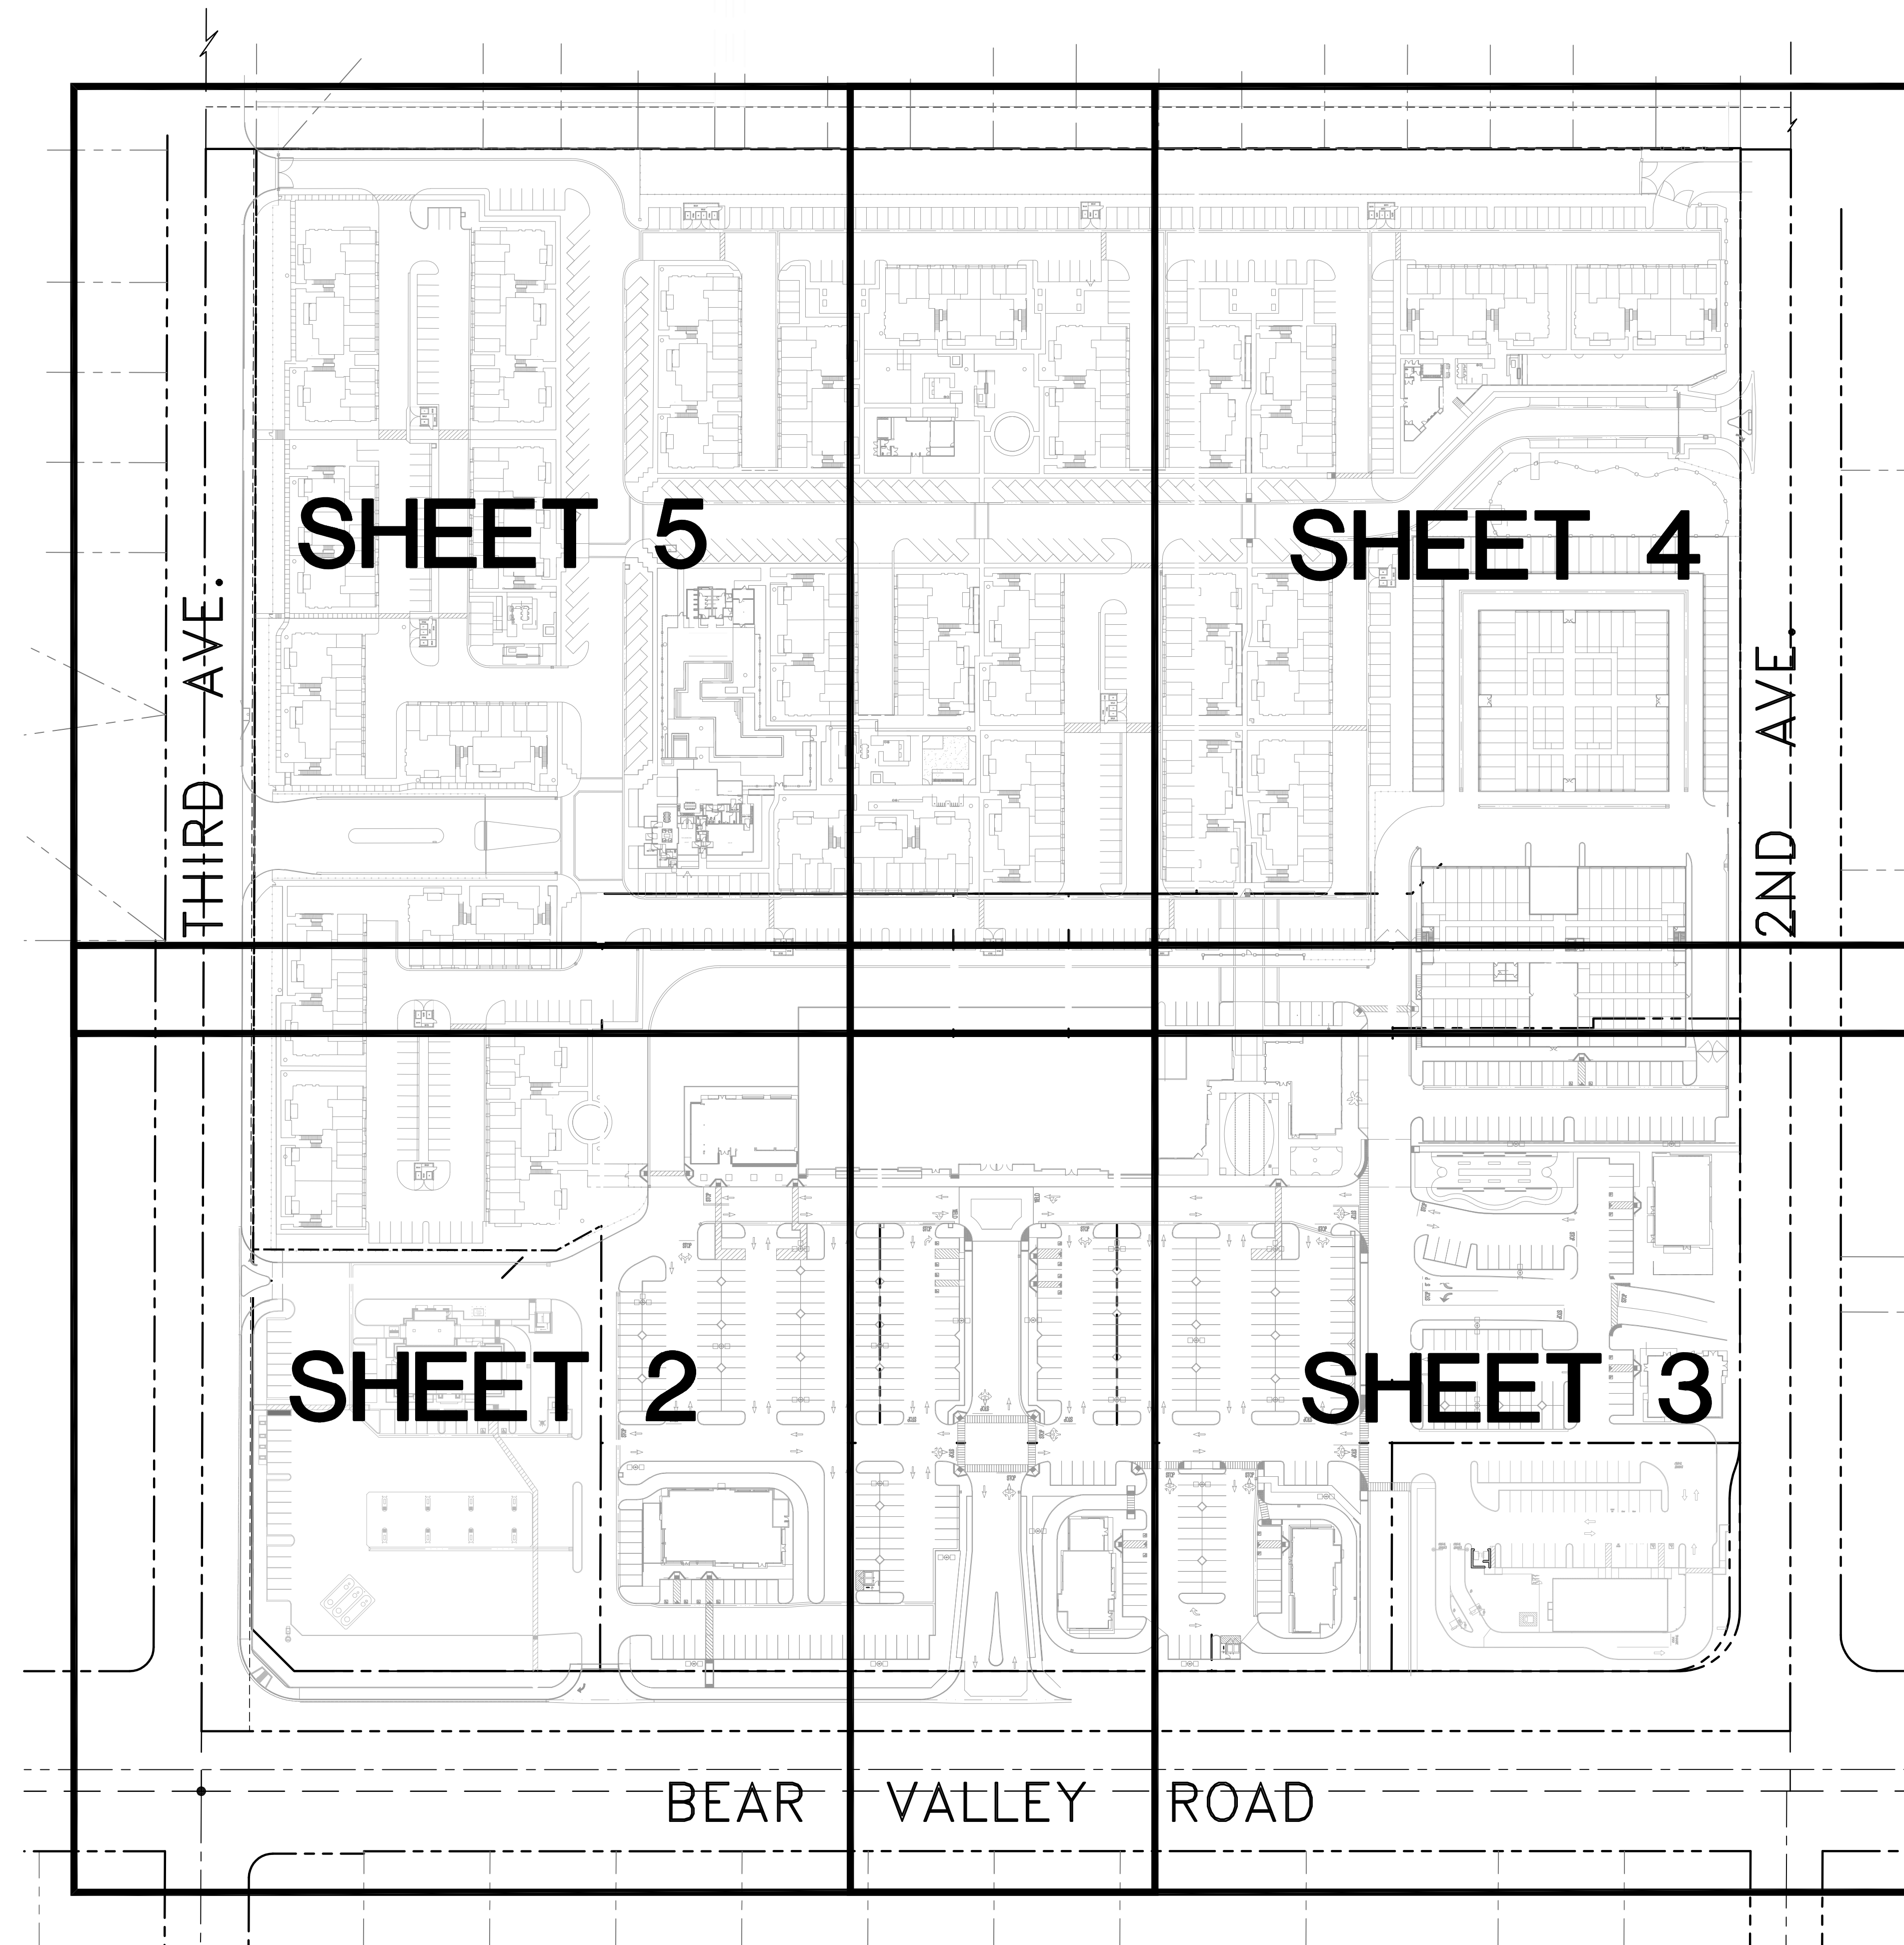 SHEET 5
SHEET 4
THIRD AVE.
2ND AVE.
SHEET 2
SHEET 3
BEAR VALLEY ROAD